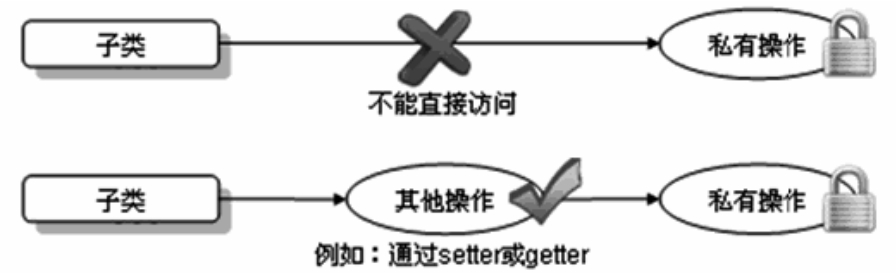 子类
私有操作
不能直接访问
子类
其他操作
私有操作
例如：通过setter或getter